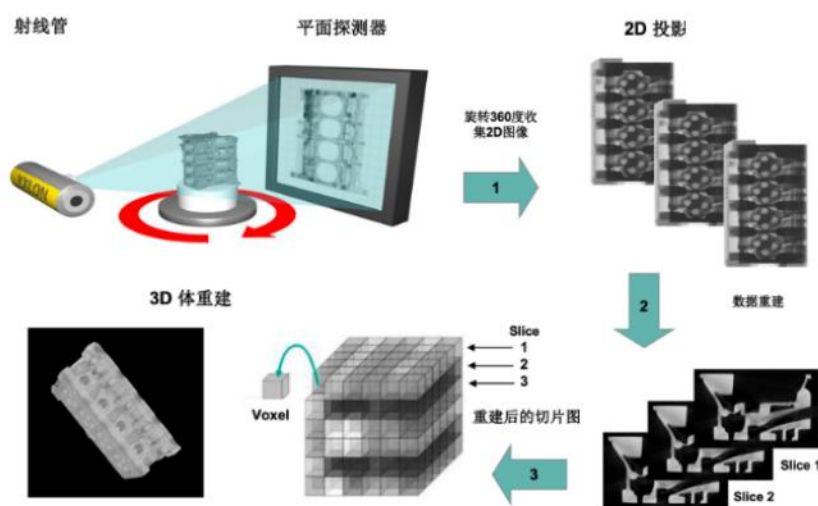 射线管
平面探测器
2D 投影
旋转360度收
集2D图像
1
YXLON
2
数据重建
3D 体重建
Slice
1
2
3
Voxel
重建后的切片图
3
Slice 1
Slice 2